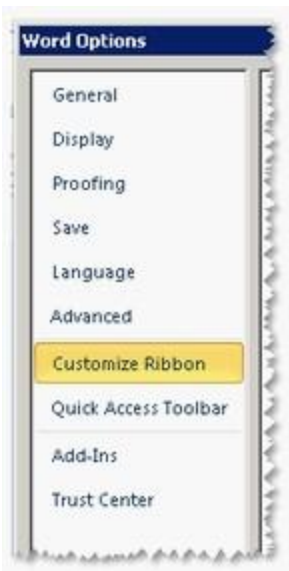 Word Options
General
Display
Proofing
Save
Language
Advanced
Customize Ribbon
Quick Access Toolbar
Add-Ins
Trust Center